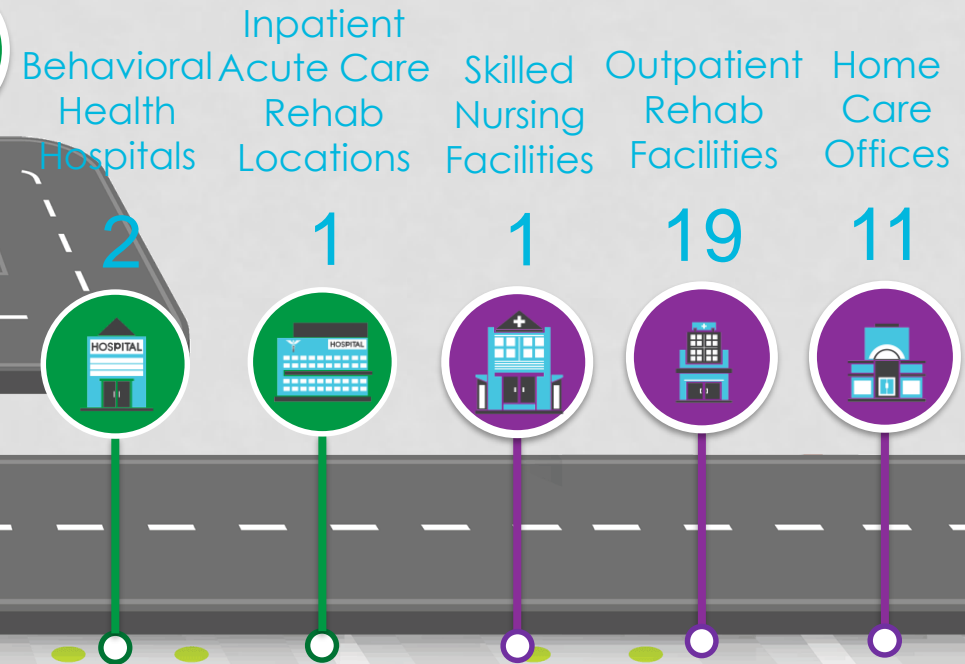 Behavioral
Health
Hospitals
2
HOSPITAL
Inpatient
Acute Care
Rehab
Locations
1
HOSPITAL
Skilled
Nursing
Facilities
1
Outpatient
Rehab
Facilities
19
Home
Care
Offices
11